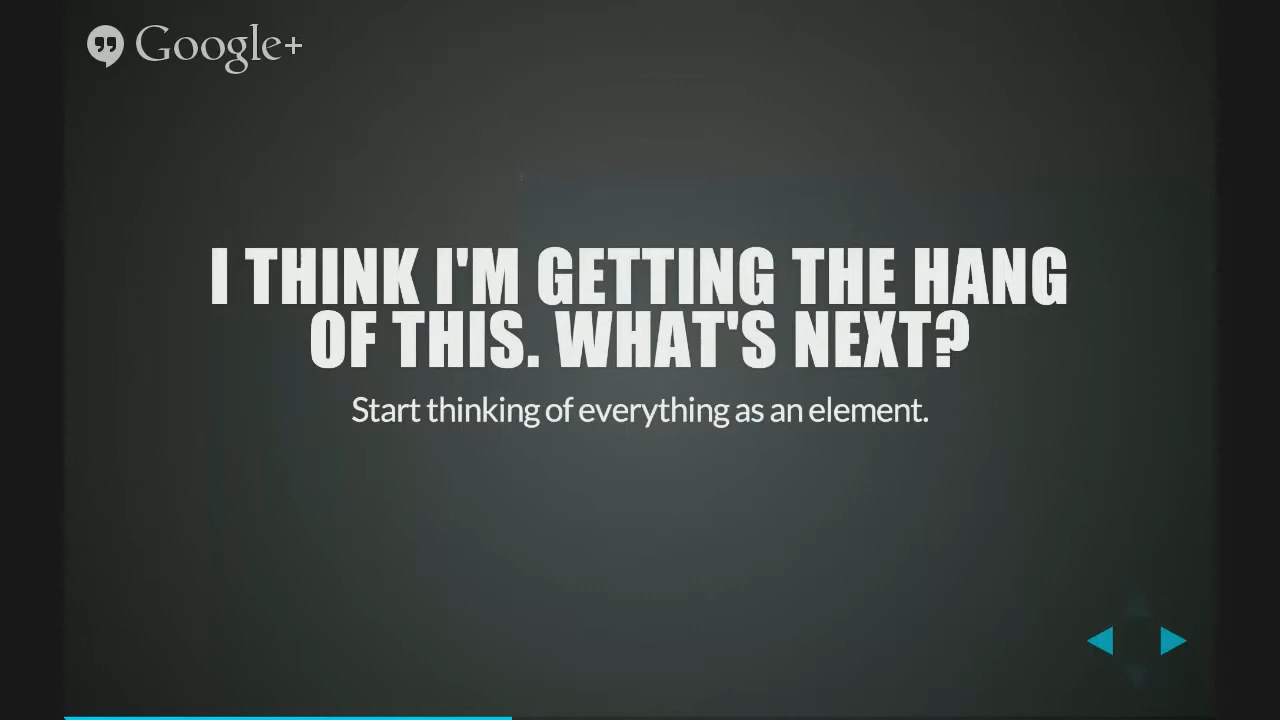 Google+
I THINK I'M GETTING THE HANG
OF THIS. WHAT'S NEXT?
Start thinking of everything as an element.